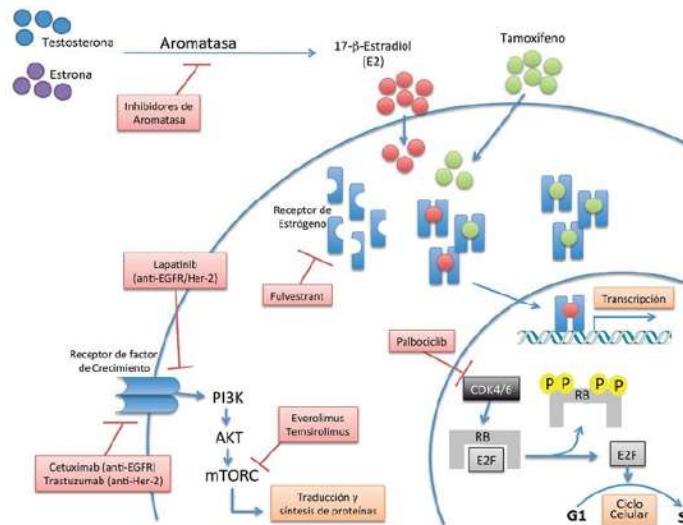 Testosterona
Estrona
Aromatasa
Inhibidores de
Aromatasa
17-β-Estradiol
(E2)
Tamoxifeno
Receptor de
Estrógeno
Fulvestrant
Lapatinib
(anti-EGFR/Her-2)
Receptor de factor
de Crecimiento
Cetuximab (anti-EGFR)
Trastuzumab (anti-Her-2)
PI3K
AKT
mTORC
Everolimus
Temsirolimus
Traducción y
síntesis de proteínas
Transcripción
Palbociclib
CDK4/6
RB
E2F
P P P P
RB
E2F
G1
Ciclo
Celular
S